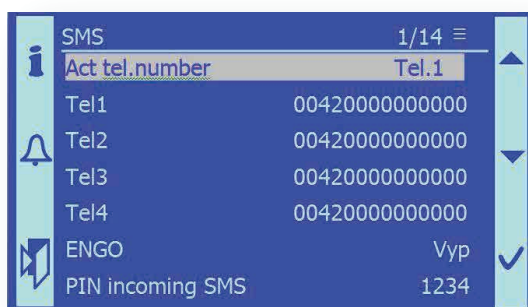 SMS 1/14
Act tel.number Tel.1
Tel1 00420000000000
Tel2 00420000000000
Tel3 00420000000000
Tel4 00420000000000
ENGO Vyp
PIN incoming SMS 1234